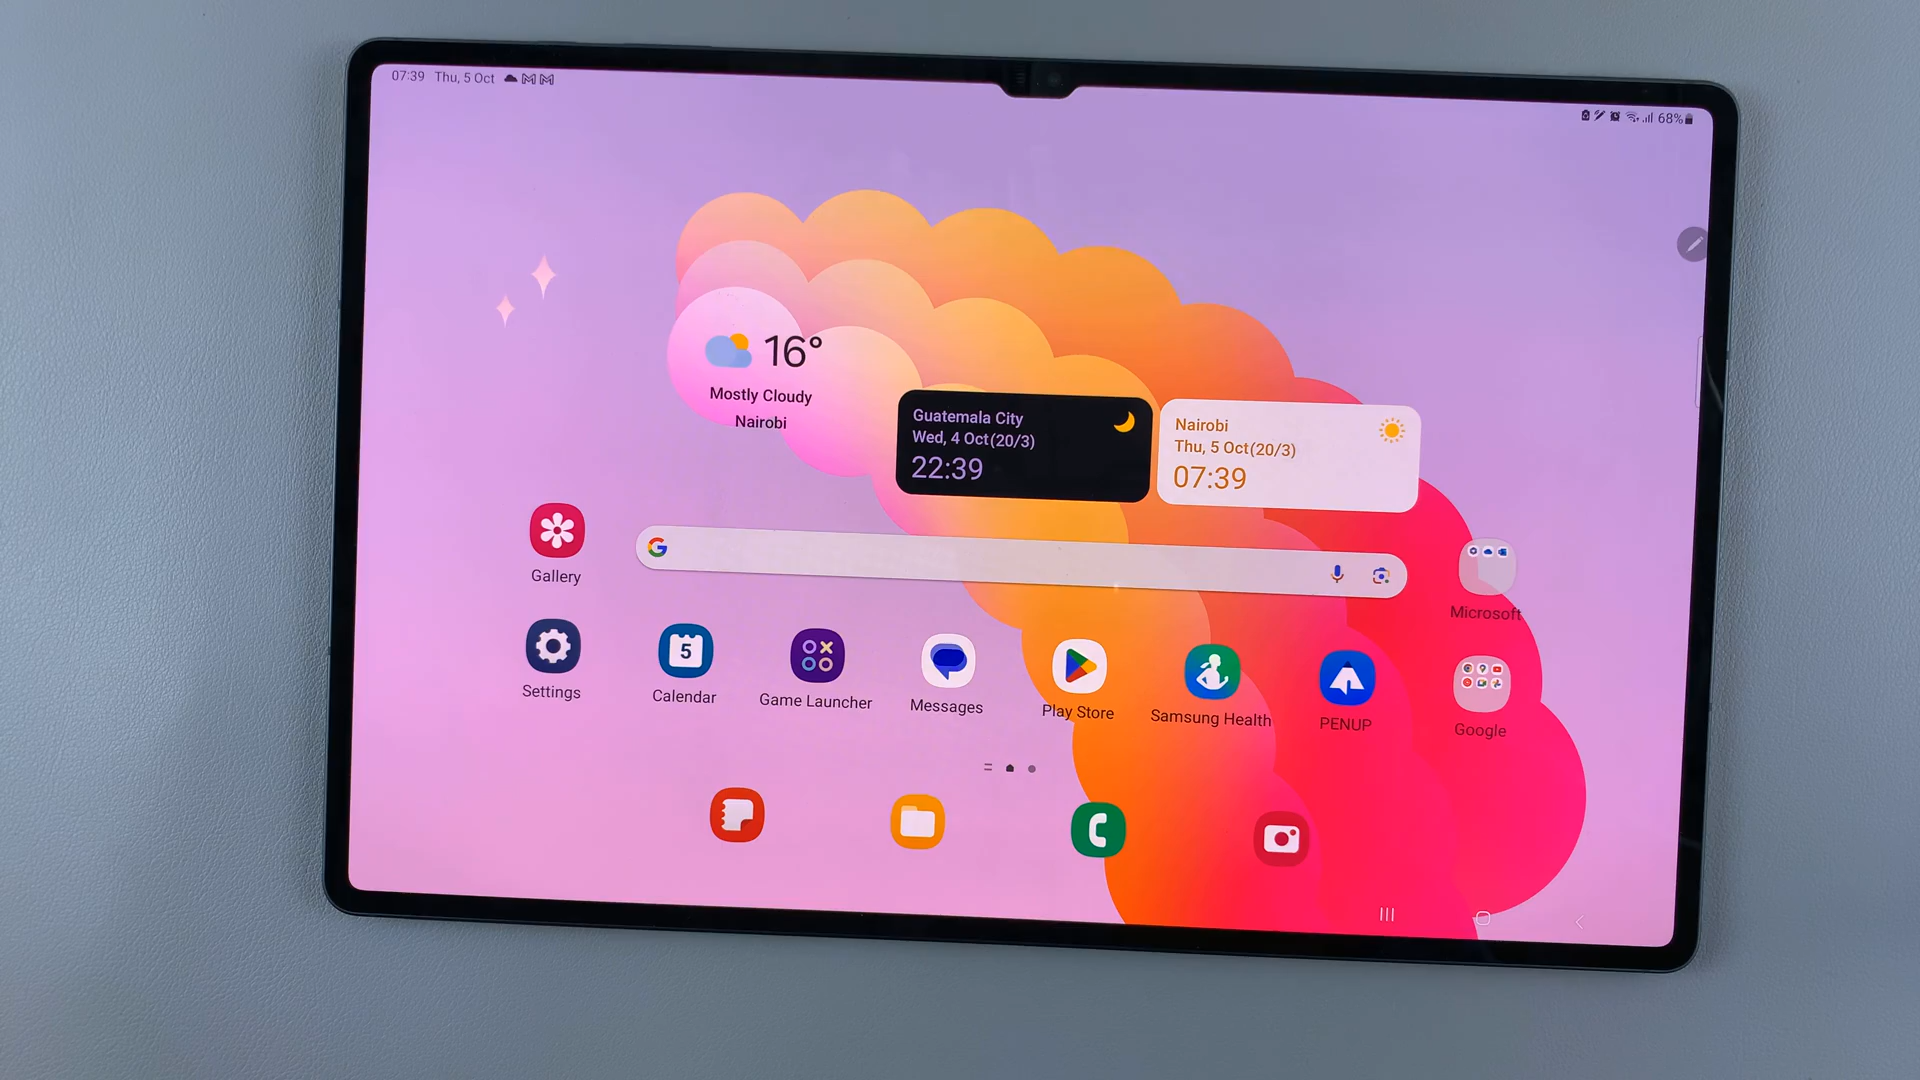 07:39 Thu, 5 Oct
68%
16°
Mostly Cloudy
Nairobi
Guatemala City
Wed, 4 Oct(20/3)
22:39
Nairobi
Thu, 5 Oct(20/3)
07:39
Gallery
G
Microsoft
Settings
5
Calendar
Game Launcher
Messages
Play Store
Samsung Health
PENUP
Google